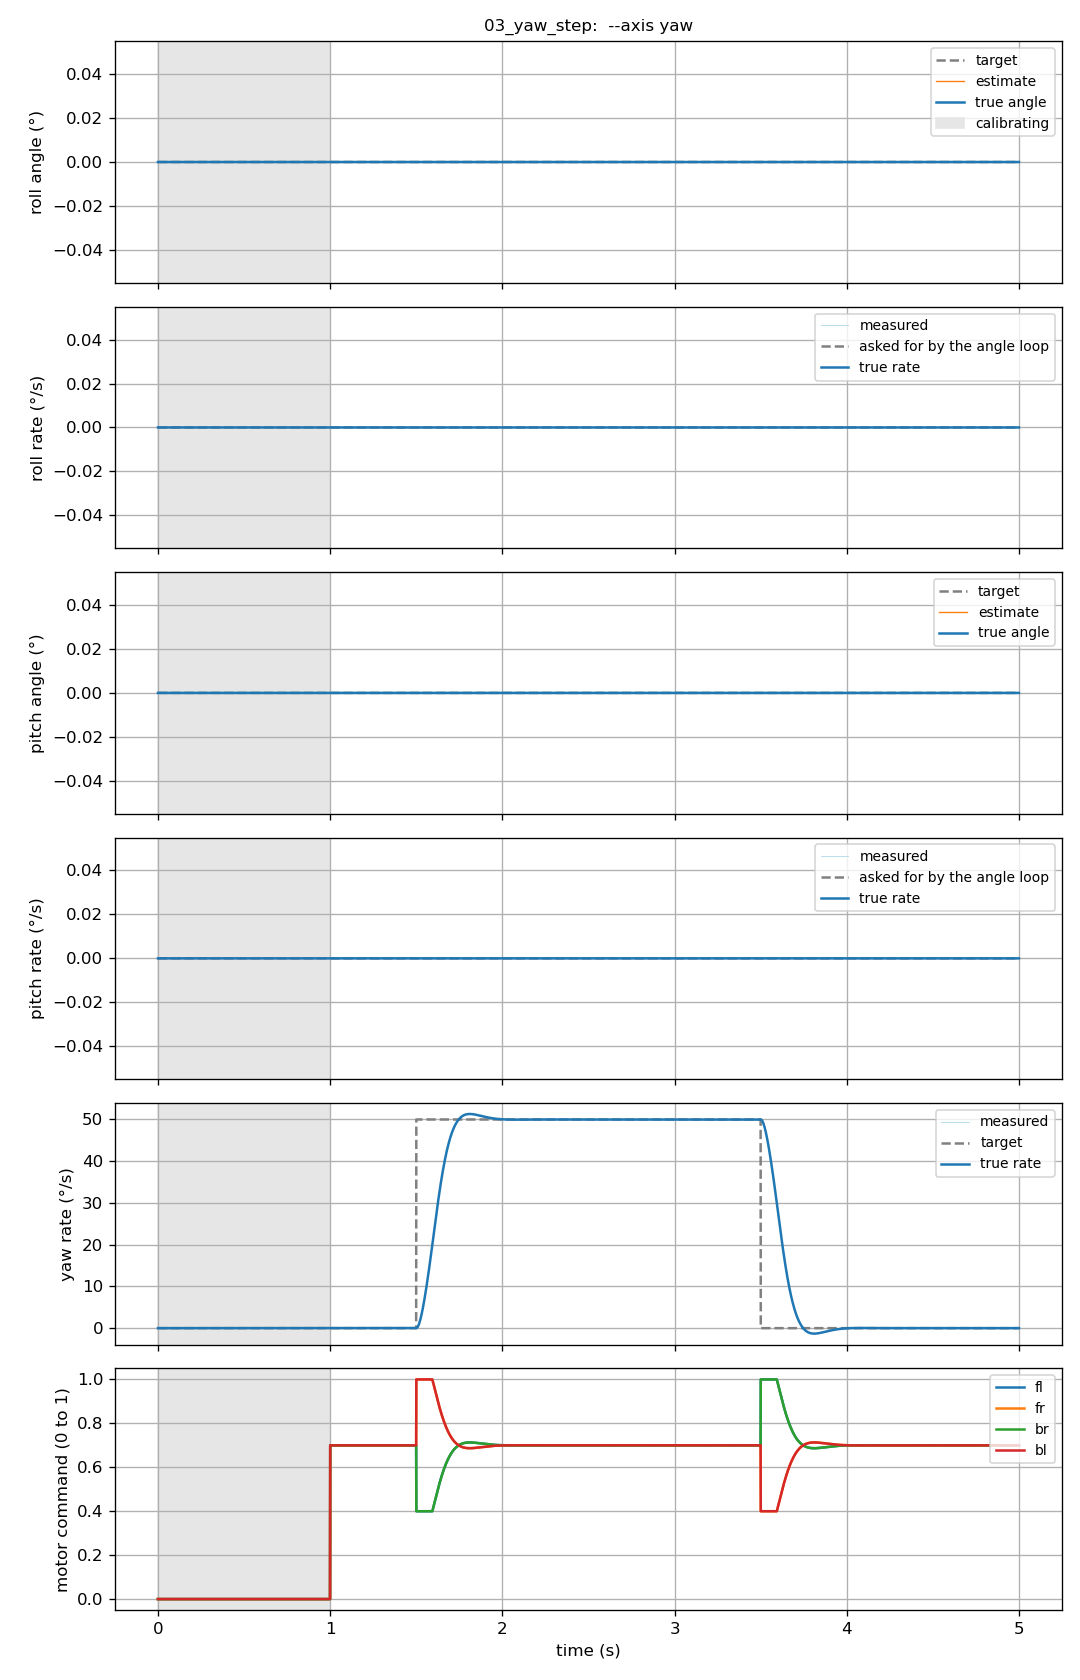 03_yaw_step:  --axis yaw
roll angle (°)
0.04
0.02
0.00
−0.02
−0.04
target
estimate
true angle
calibrating
roll rate (°/s)
0.04
0.02
0.00
−0.02
−0.04
measured
asked for by the angle loop
true rate
pitch angle (°)
0.04
0.02
0.00
−0.02
−0.04
target
estimate
true angle
pitch rate (°/s)
0.04
0.02
0.00
−0.02
−0.04
measured
asked for by the angle loop
true rate
yaw rate (°/s)
50
40
30
20
10
0
measured
target
true rate
motor command (0 to 1)
1.0
0.8
0.6
0.4
0.2
0.0
fl
fr
br
bl
0 1 2 3 4 5
time (s)